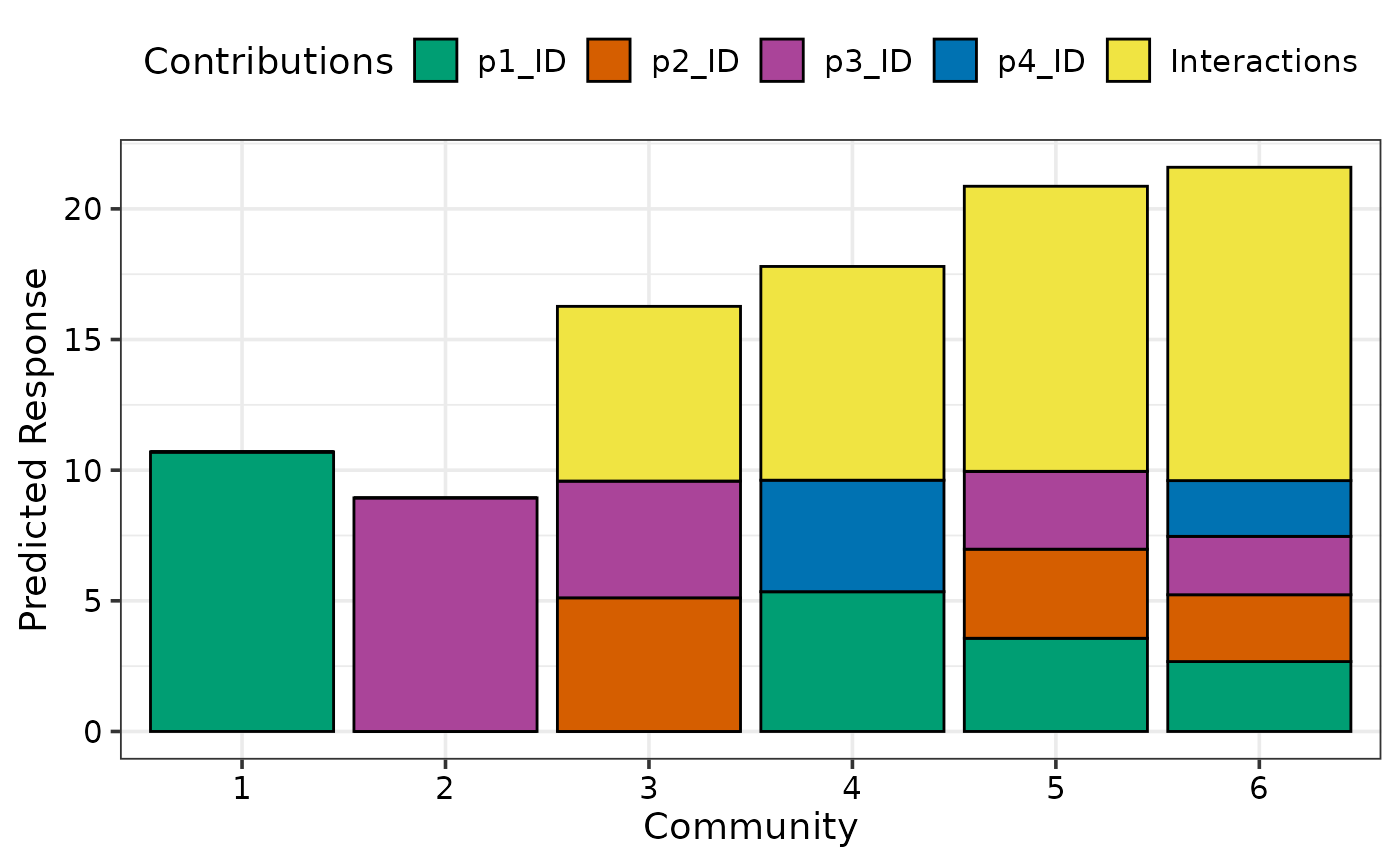 Contributions p1_ID p2_ID p3_ID p4_ID Interactions
Predicted Response
20
15
10
5
0
1 2 3 4 5 6
Community